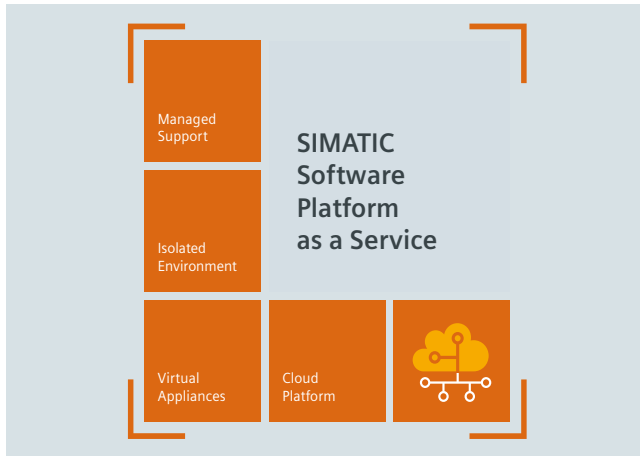 Managed
Support
SIMATIC
Software
Platform
as a Service
Isolated
Environment
Virtual
Appliances
Cloud
Platform